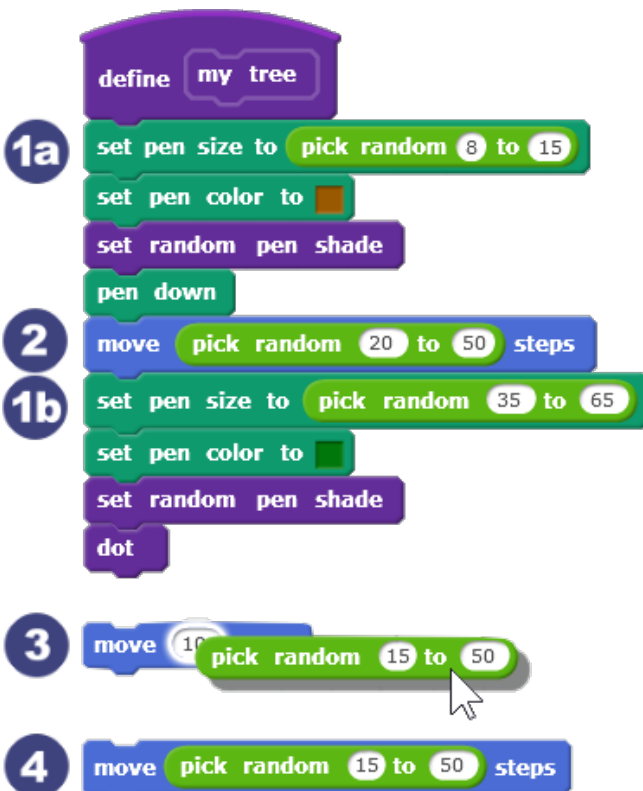 define my tree
1a set pen size to pick random 8 to 15
set pen color to
set random pen shade
pen down
2 move pick random 20 to 50 steps
1b set pen size to pick random 35 to 65
set pen color to
set random pen shade
dot
3 move 10 pick random 15 to 50
4 move pick random 15 to 50 steps